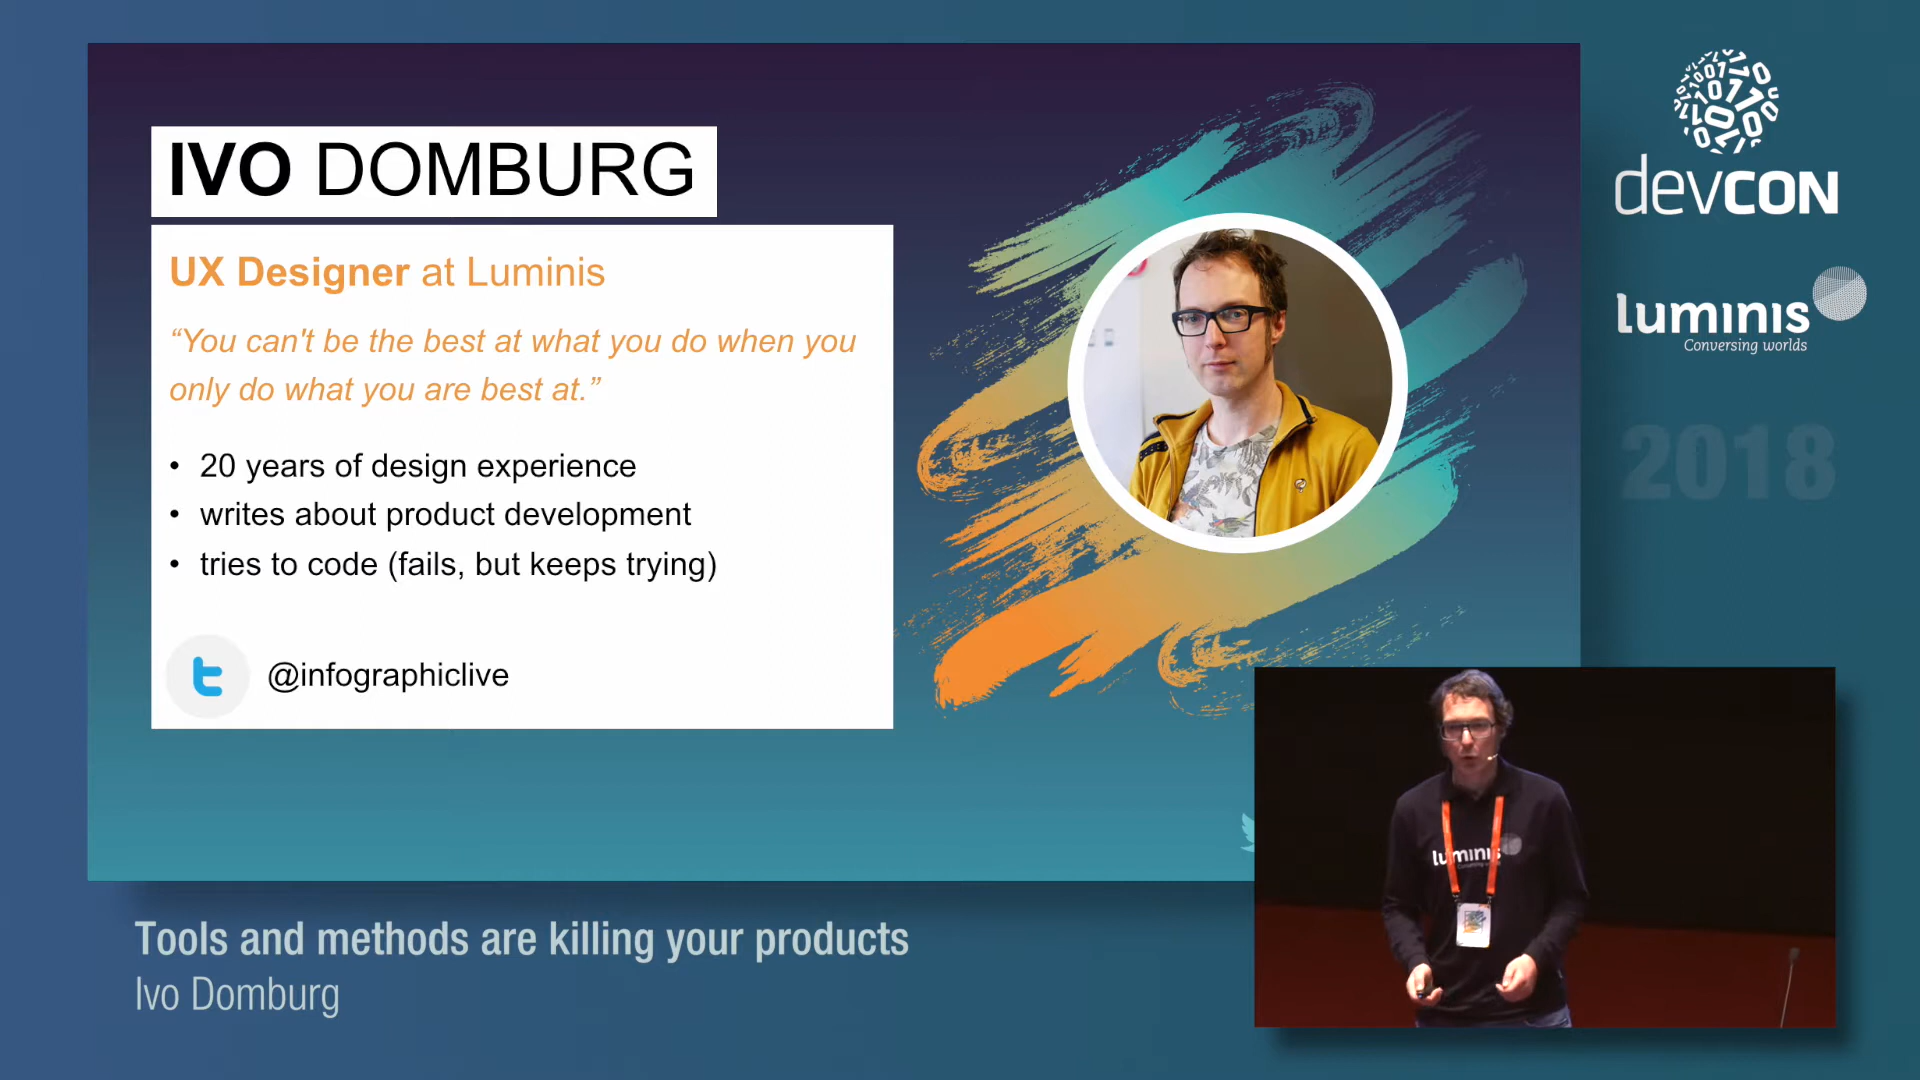 IVO DOMBURG
UX Designer at Luminis
“You can't be the best at what you do when you
only do what you are best at.”
• 20 years of design experience
• writes about product development
• tries to code (fails, but keeps trying)
@infographiclive
devcon
luminis
Conversing worlds
2018
luminis
Tools and methods are killing your products
Ivo Domburg